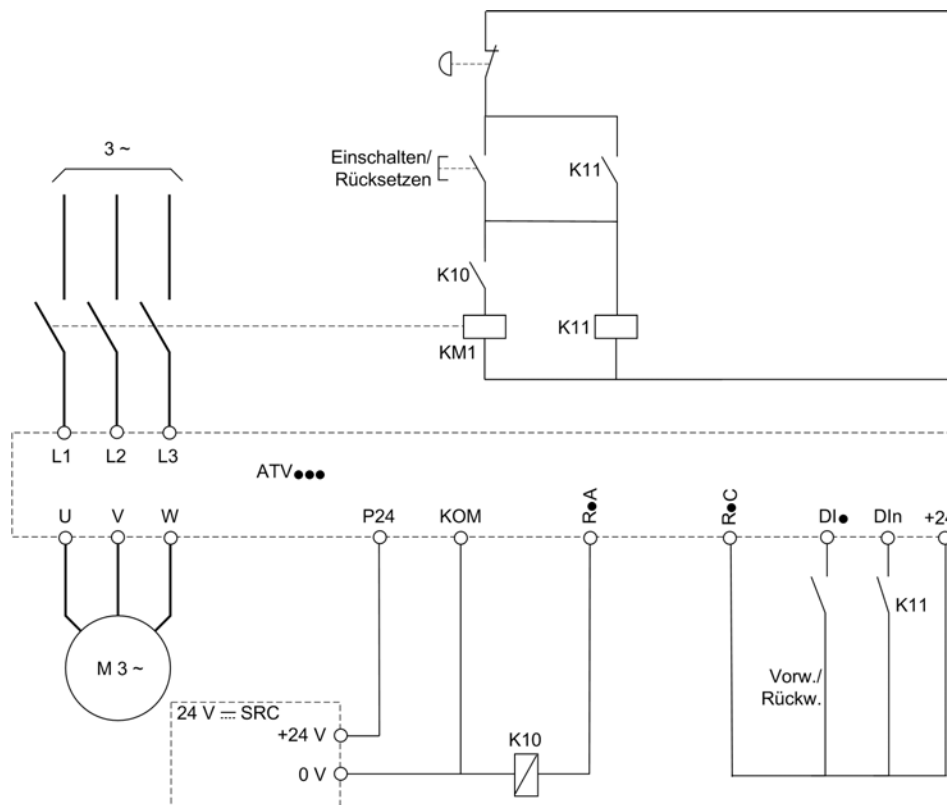 3 ~
Einschalten/
Rücksetzen
K11
K10
KM1
K11
L1 L2 L3
ATV●●●
U V W P24 KOM R●A R●C DI● DIn +24
K11
M 3 ~
Vorw./
Rückw.
24 V ⎓ SRC
+24 V
K10
0 V